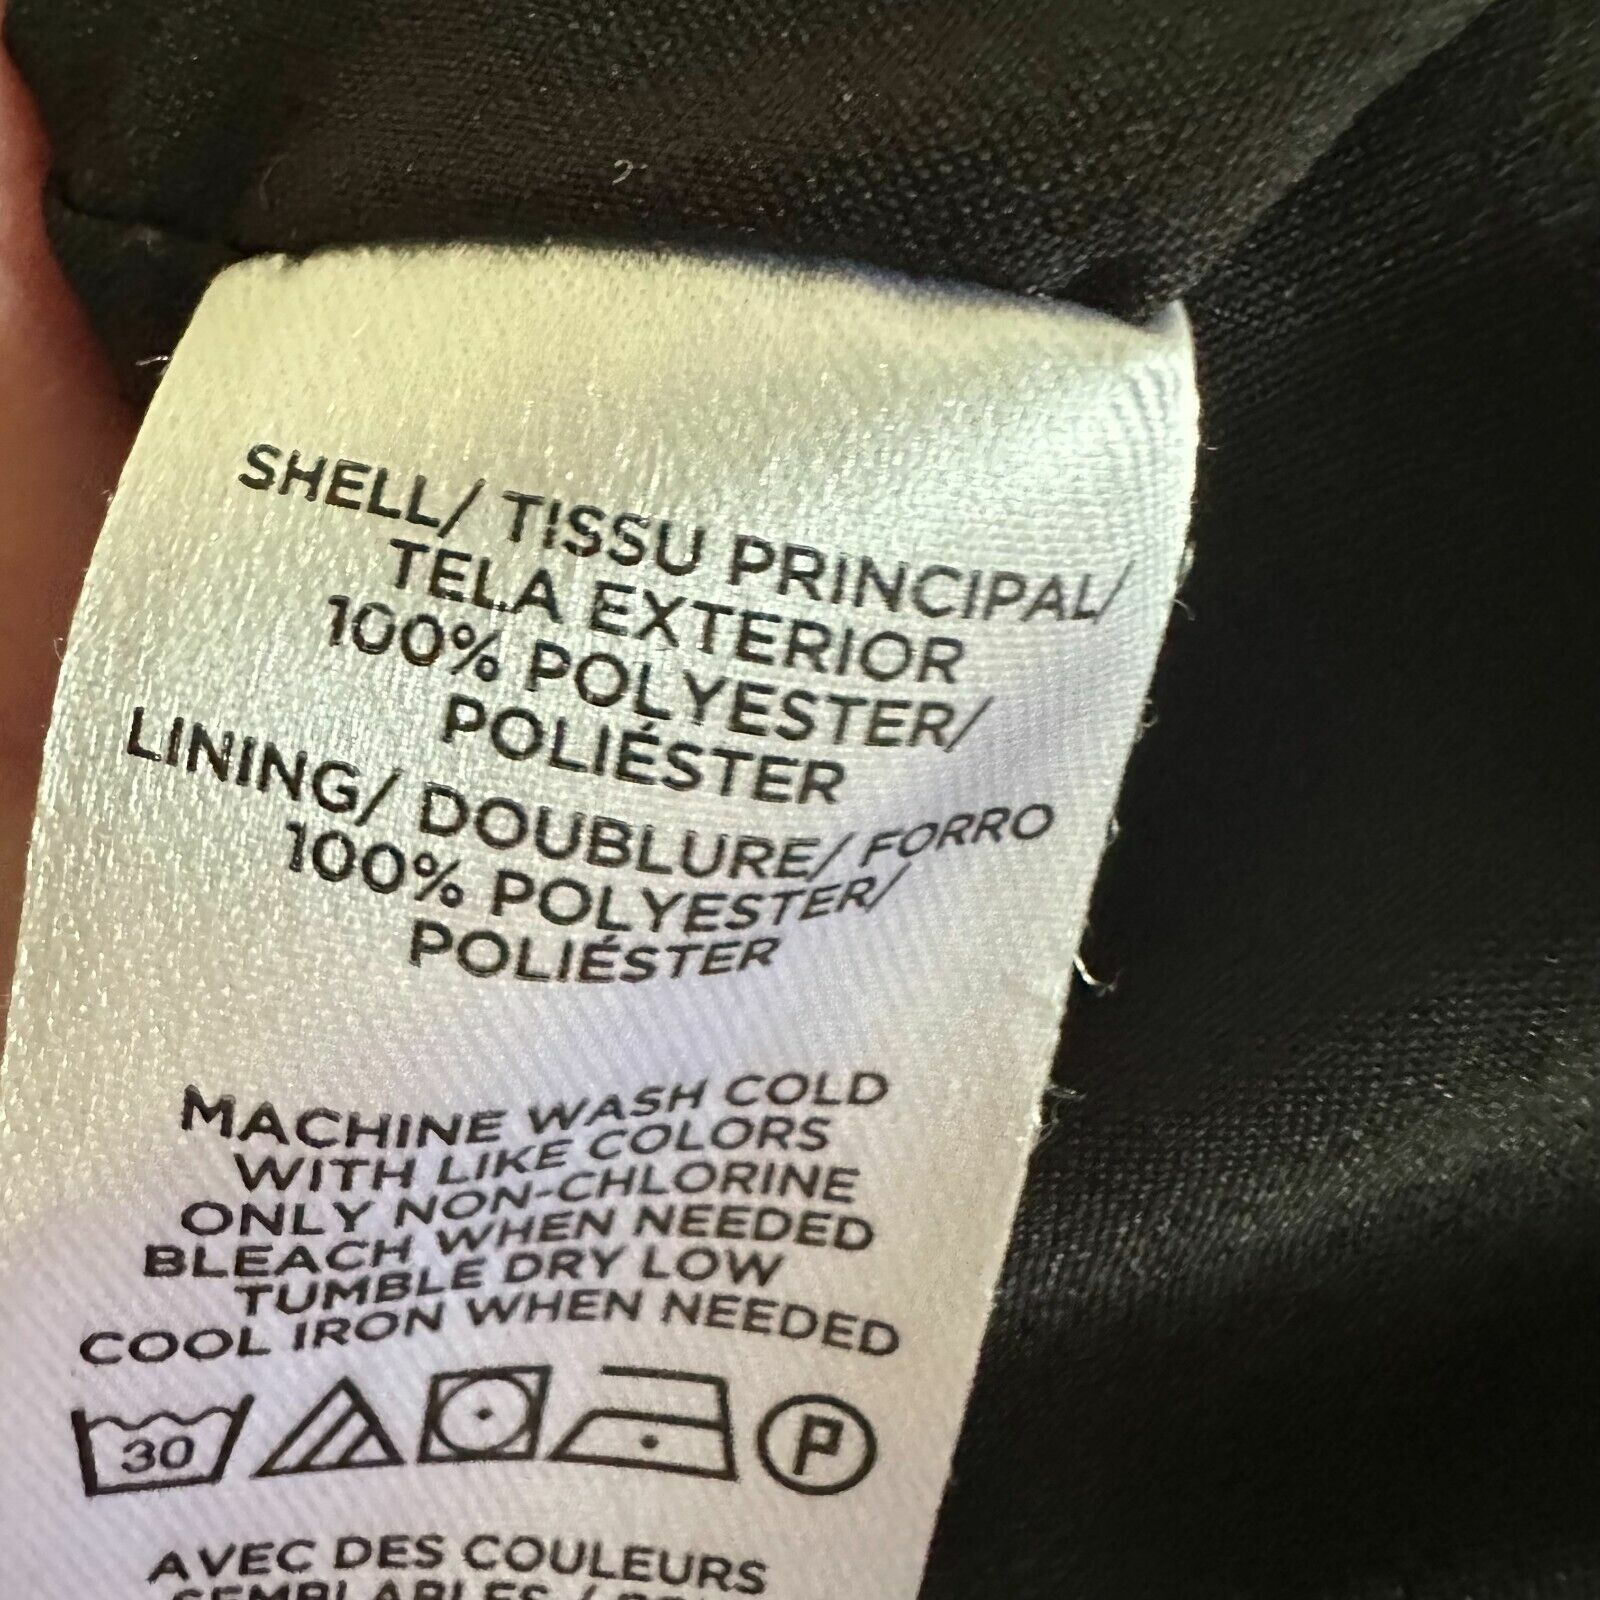 SHELL/ TISSU PRINCIPAL/
TELA EXTERIOR
100% POLYESTER/
POLIÉSTER
LINING/ DOUBLURE/ FORRO
100% POLYESTER/
POLIÉSTER
MACHINE WASH COLD
WITH LIKE COLORS
ONLY NON-CHLORINE
BLEACH WHEN NEEDED
TUMBLE DRY LOW
COOL IRON WHEN NEEDED
30 P
AVEC DES COULEURS
SEMBLABLES /